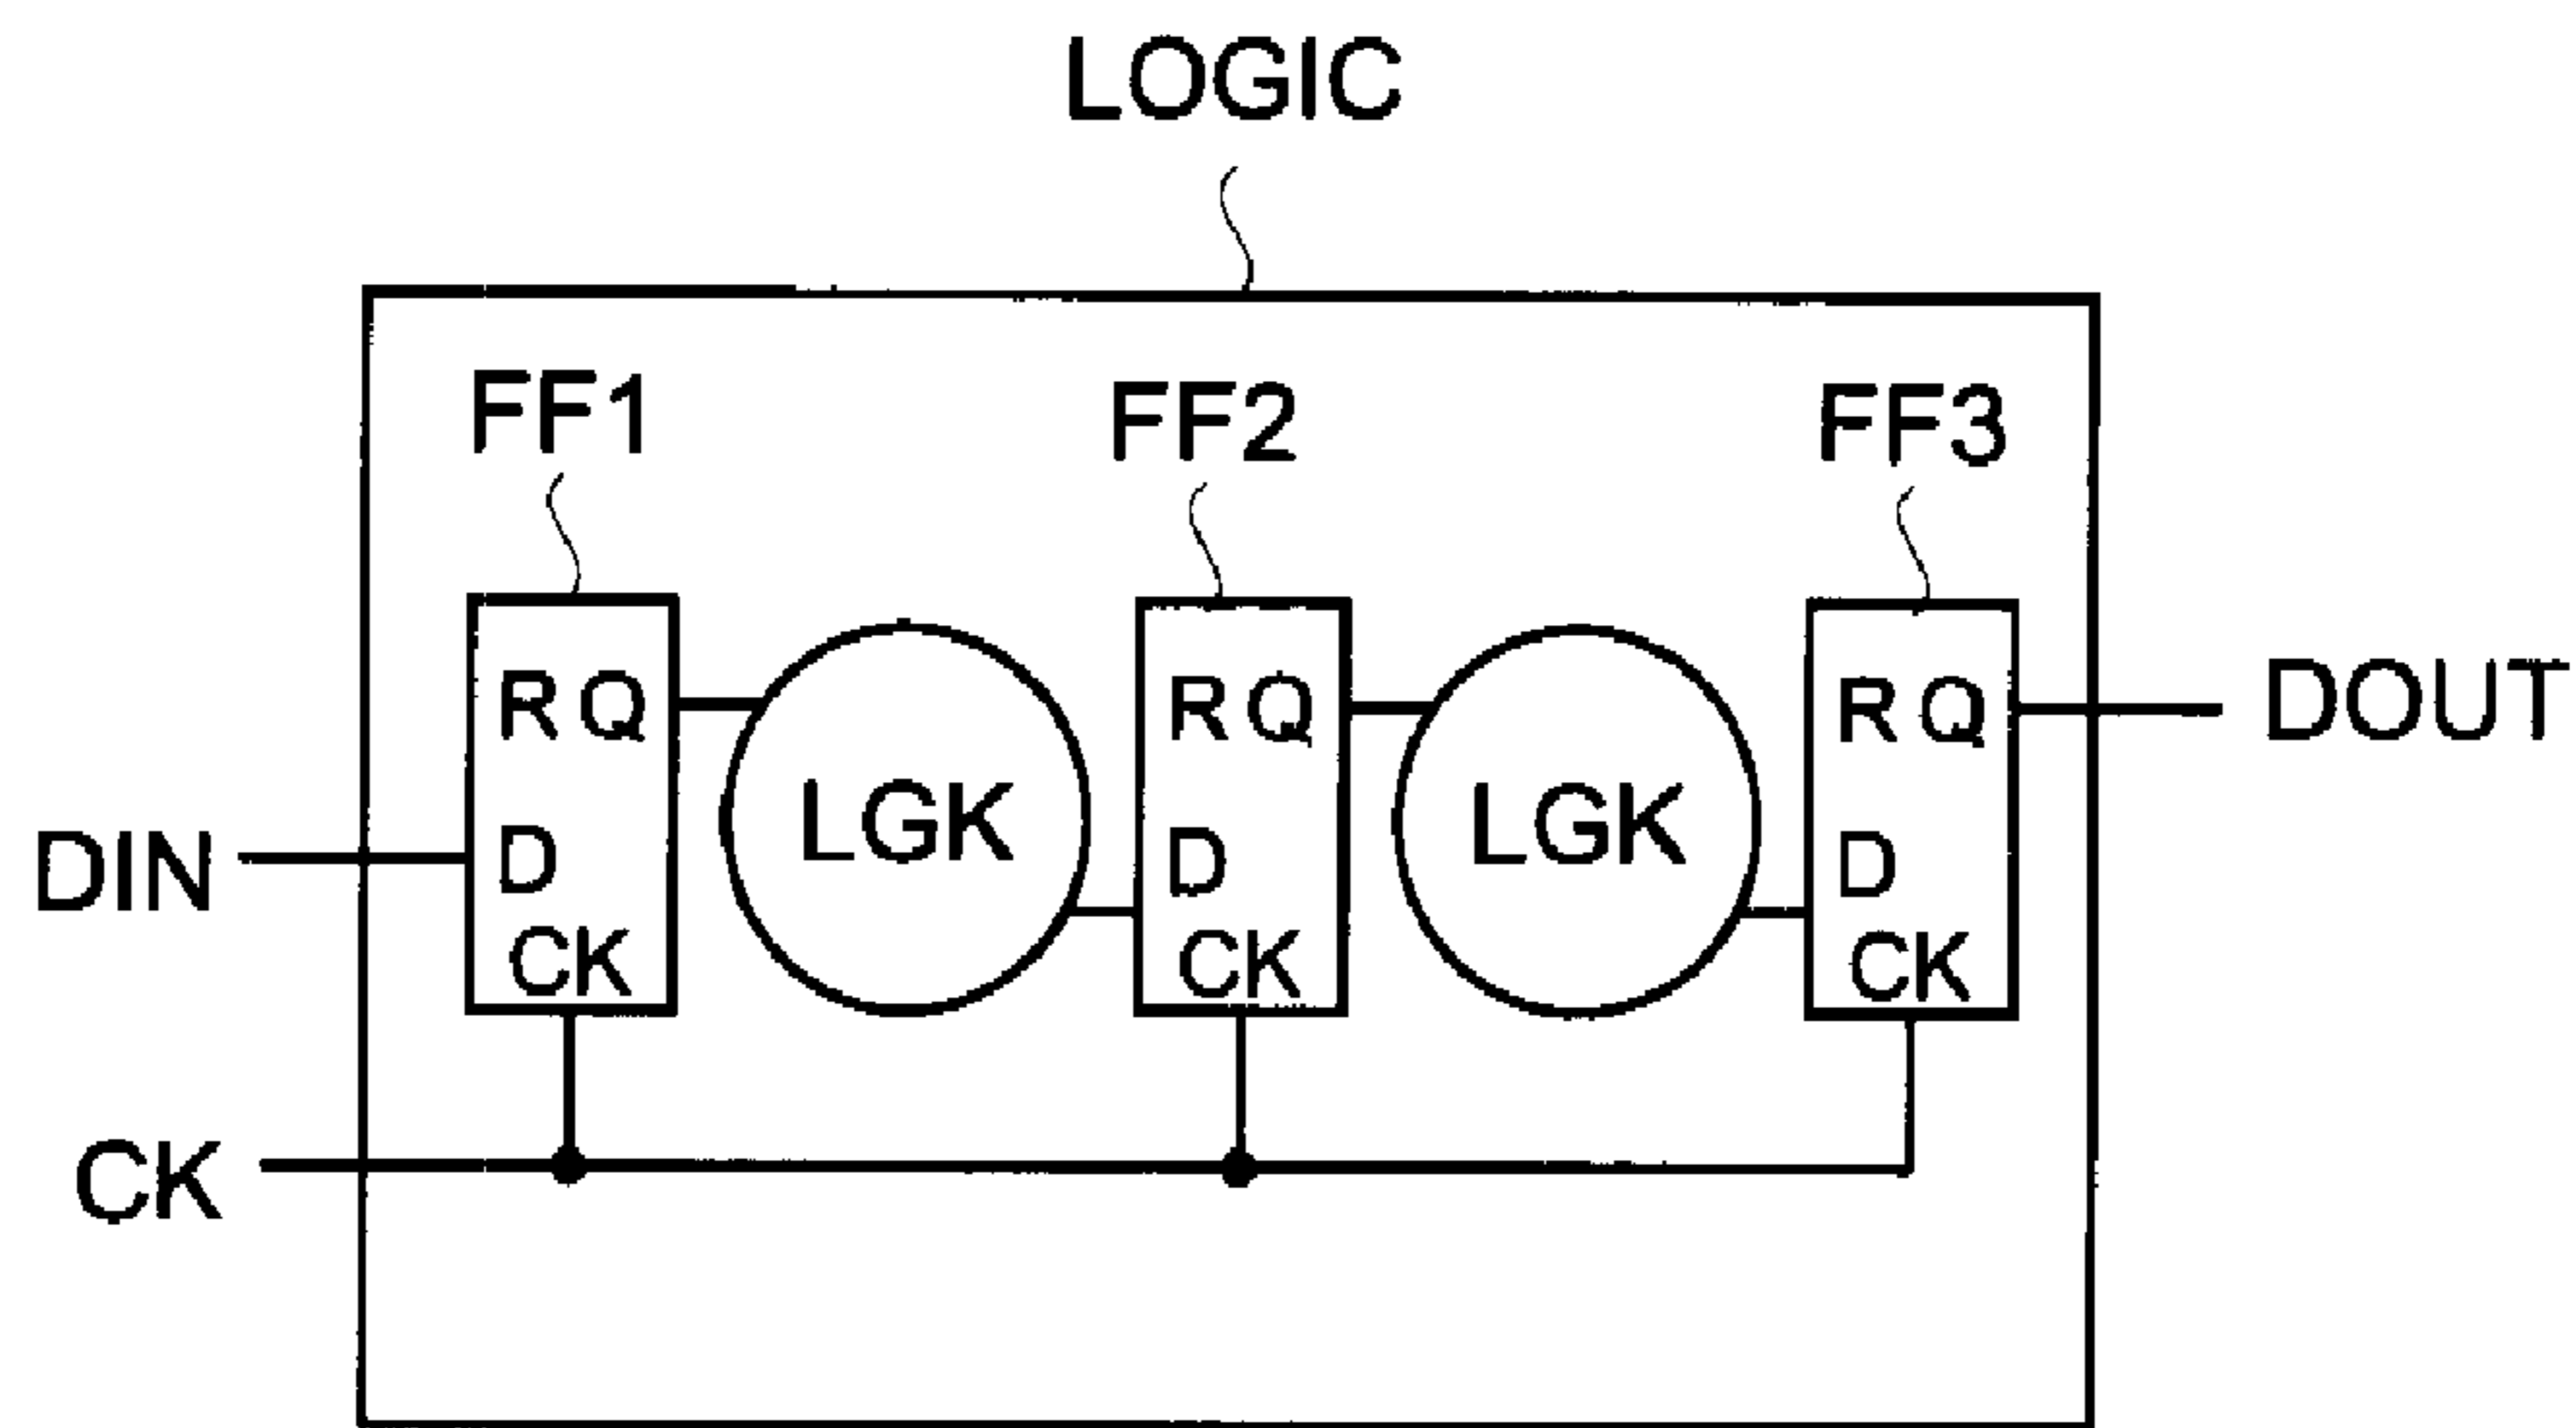 LOGIC
FF1 FF2 FF3
R Q LGK R Q LGK R Q DOUT
DIN D D D
CK CK CK
CK